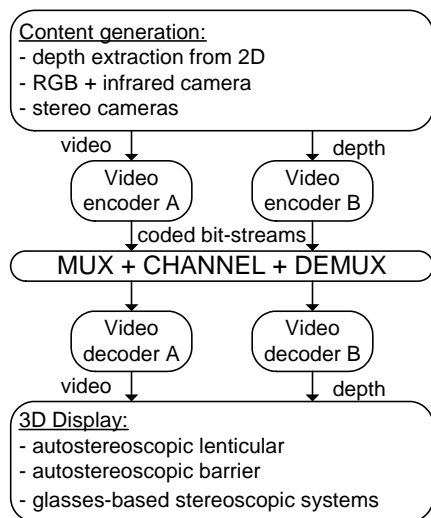 Content generation:
- depth extraction from 2D
- RGB + infrared camera
- stereo cameras
video
depth
Video
encoder A
Video
encoder B
coded bit-streams
MUX + CHANNEL + DEMUX
Video
decoder A
Video
decoder B
video
depth
3D Display:
- autostereoscopic lenticular
- autostereoscopic barrier
- glasses-based stereoscopic systems